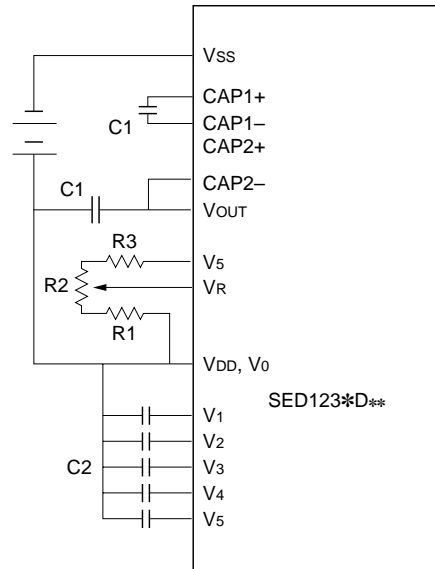 VSS
CAP1+
C1
CAP1–
CAP2+
C1
CAP2–
VOUT
R3
V5
R2
VR
R1
VDD, V0
SED123✱D✱✱
V1
V2
C2
V3
V4
V5